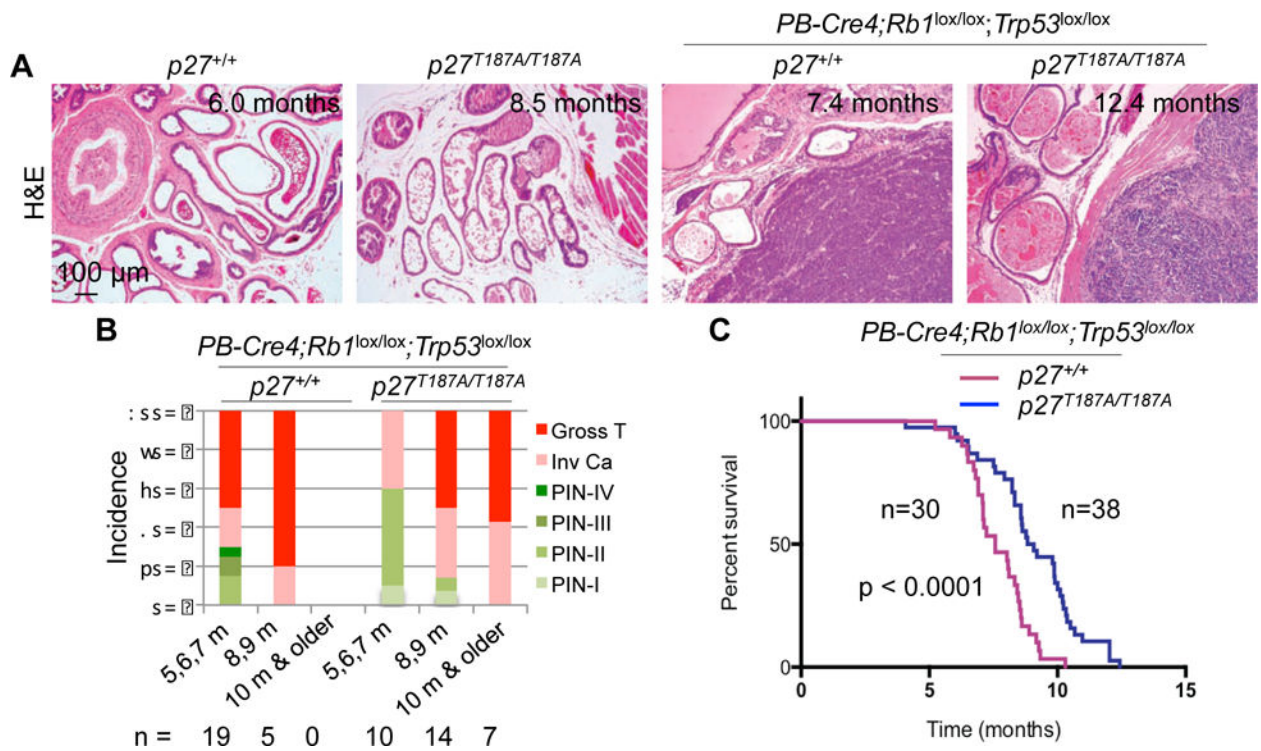 PB-Cre4;Rb1lox/lox;Trp53lox/lox
A p27+/+ p27T187A/T187A p27+/+ p27T187A/T187A
H&E
6.0 months 8.5 months 7.4 months 12.4 months
100 µm
B
PB-Cre4;Rb1lox/lox;Trp53lox/lox
p27+/+ p27T187A/T187A
Incidence
Gross T
Inv Ca
PIN-IV
PIN-III
PIN-II
PIN-I
5,6,7 m 8,9 m 10 m & older 5,6,7 m 8,9 m 10 m & older
n = 19 5 0 10 14 7
C
PB-Cre4;Rb1lox/lox;Trp53lox/lox
p27+/+
p27T187A/T187A
Percent survival
100
50
0
n=30 n=38
p < 0.0001
0 5 10 15
Time (months)